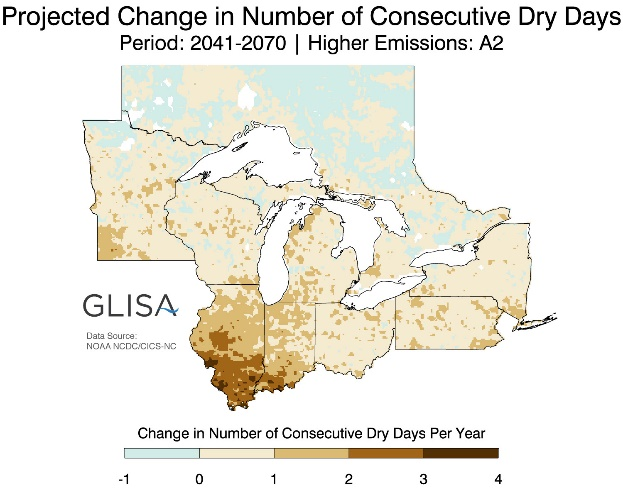 Projected Change in Number of Consecutive Dry Days
Period: 2041-2070 | Higher Emissions: A2
GLISA
Data Source:
NOAA NCDC/CICS-NC
Change in Number of Consecutive Dry Days Per Year
-1 0 1 2 3 4